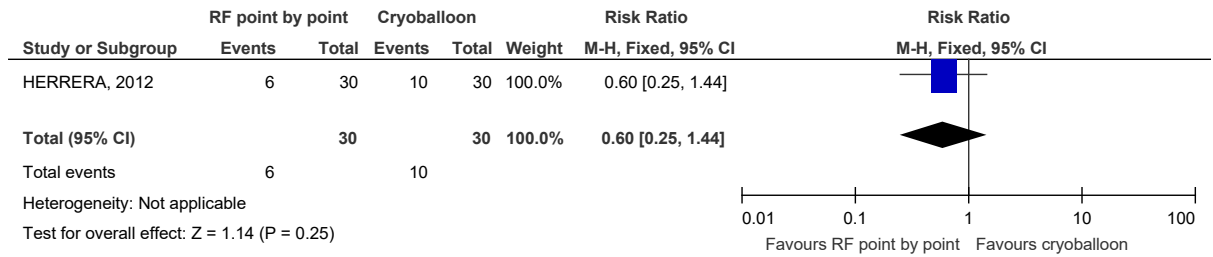 RF point by point Cryoballoon Risk Ratio Risk Ratio
Study or Subgroup Events Total Events Total Weight M-H, Fixed, 95% CI M-H, Fixed, 95% CI
HERRERA, 2012 6 30 10 30 100.0% 0.60 [0.25, 1.44]
Total (95% CI) 30 30 100.0% 0.60 [0.25, 1.44]
Total events 6 10
Heterogeneity: Not applicable
Test for overall effect: Z = 1.14 (P = 0.25)
0.01 0.1 1 10 100
Favours RF point by point Favours cryoballoon